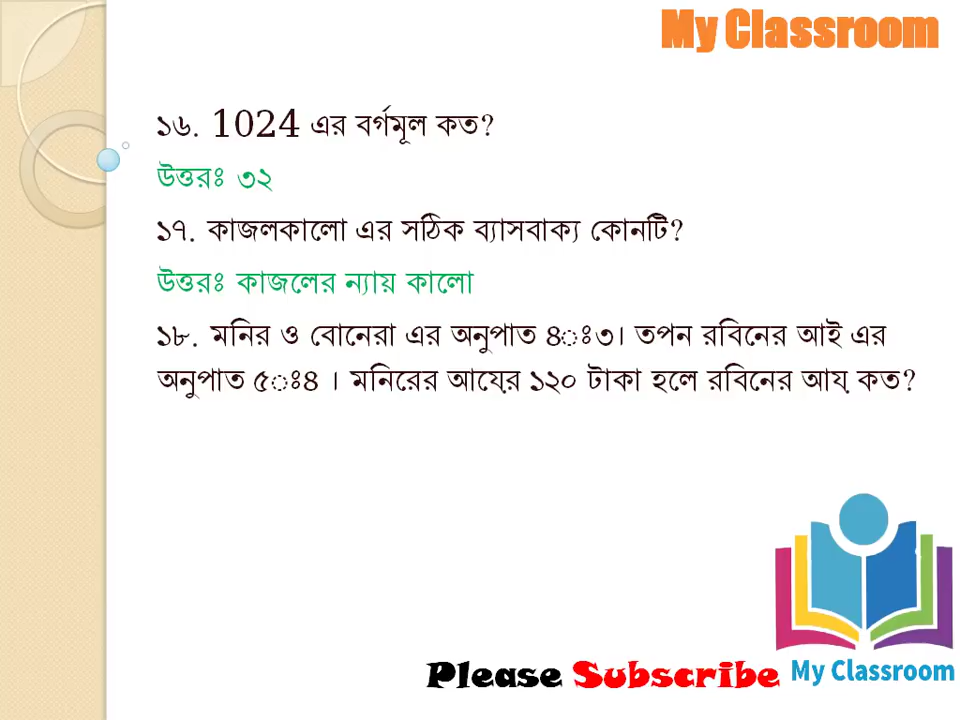 My Classroom
১৬. 1024 এর বর্গমূল কত?
উত্তরঃ ৩২
১৭. কাজলকালো এর সঠিক ব্যাসবাক্য কোনটি?
উত্তরঃ কাজলের ন্যায় কালো
১৮. মনির ও বোনেরা এর অনুপাত ৪ঃ৩। তপন রবিনের আই এর
অনুপাত ৫ঃ৪ । মনিরের আয়ের ১২০ টাকা হলে রবিনের আয় কত?
Please Subscribe
My Classroom